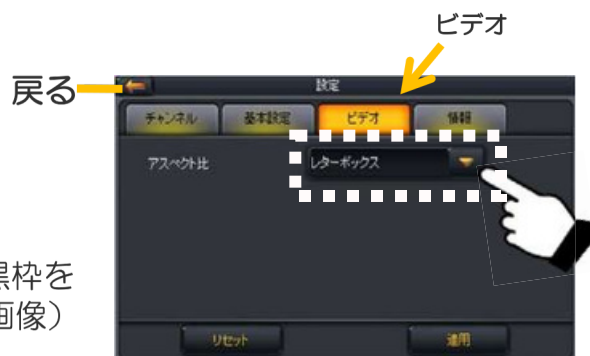 ビデオ
戻る
設定
チャンネル 基本設定 ビデオ 情報
アスペクト比 レターボックス
黒枠を
画像）
リセット 適用